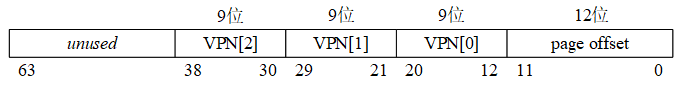 9位 9位 9位 12位
unused VPN[2] VPN[1] VPN[0] page offset
63 38 30 29 21 20 12 11 0